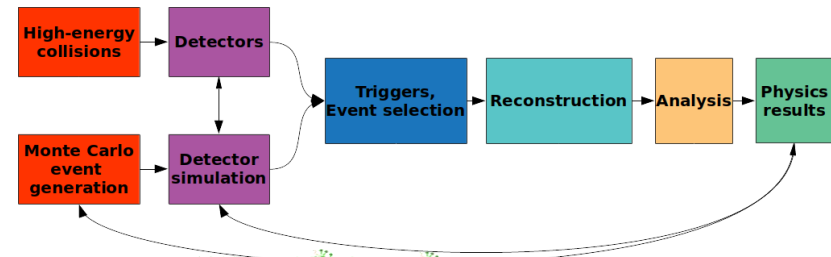 High-energy
collisions
Detectors
Triggers,
Event selection
Reconstruction
Analysis
Physics
results
Monte Carlo
event
generation
Detector
simulation